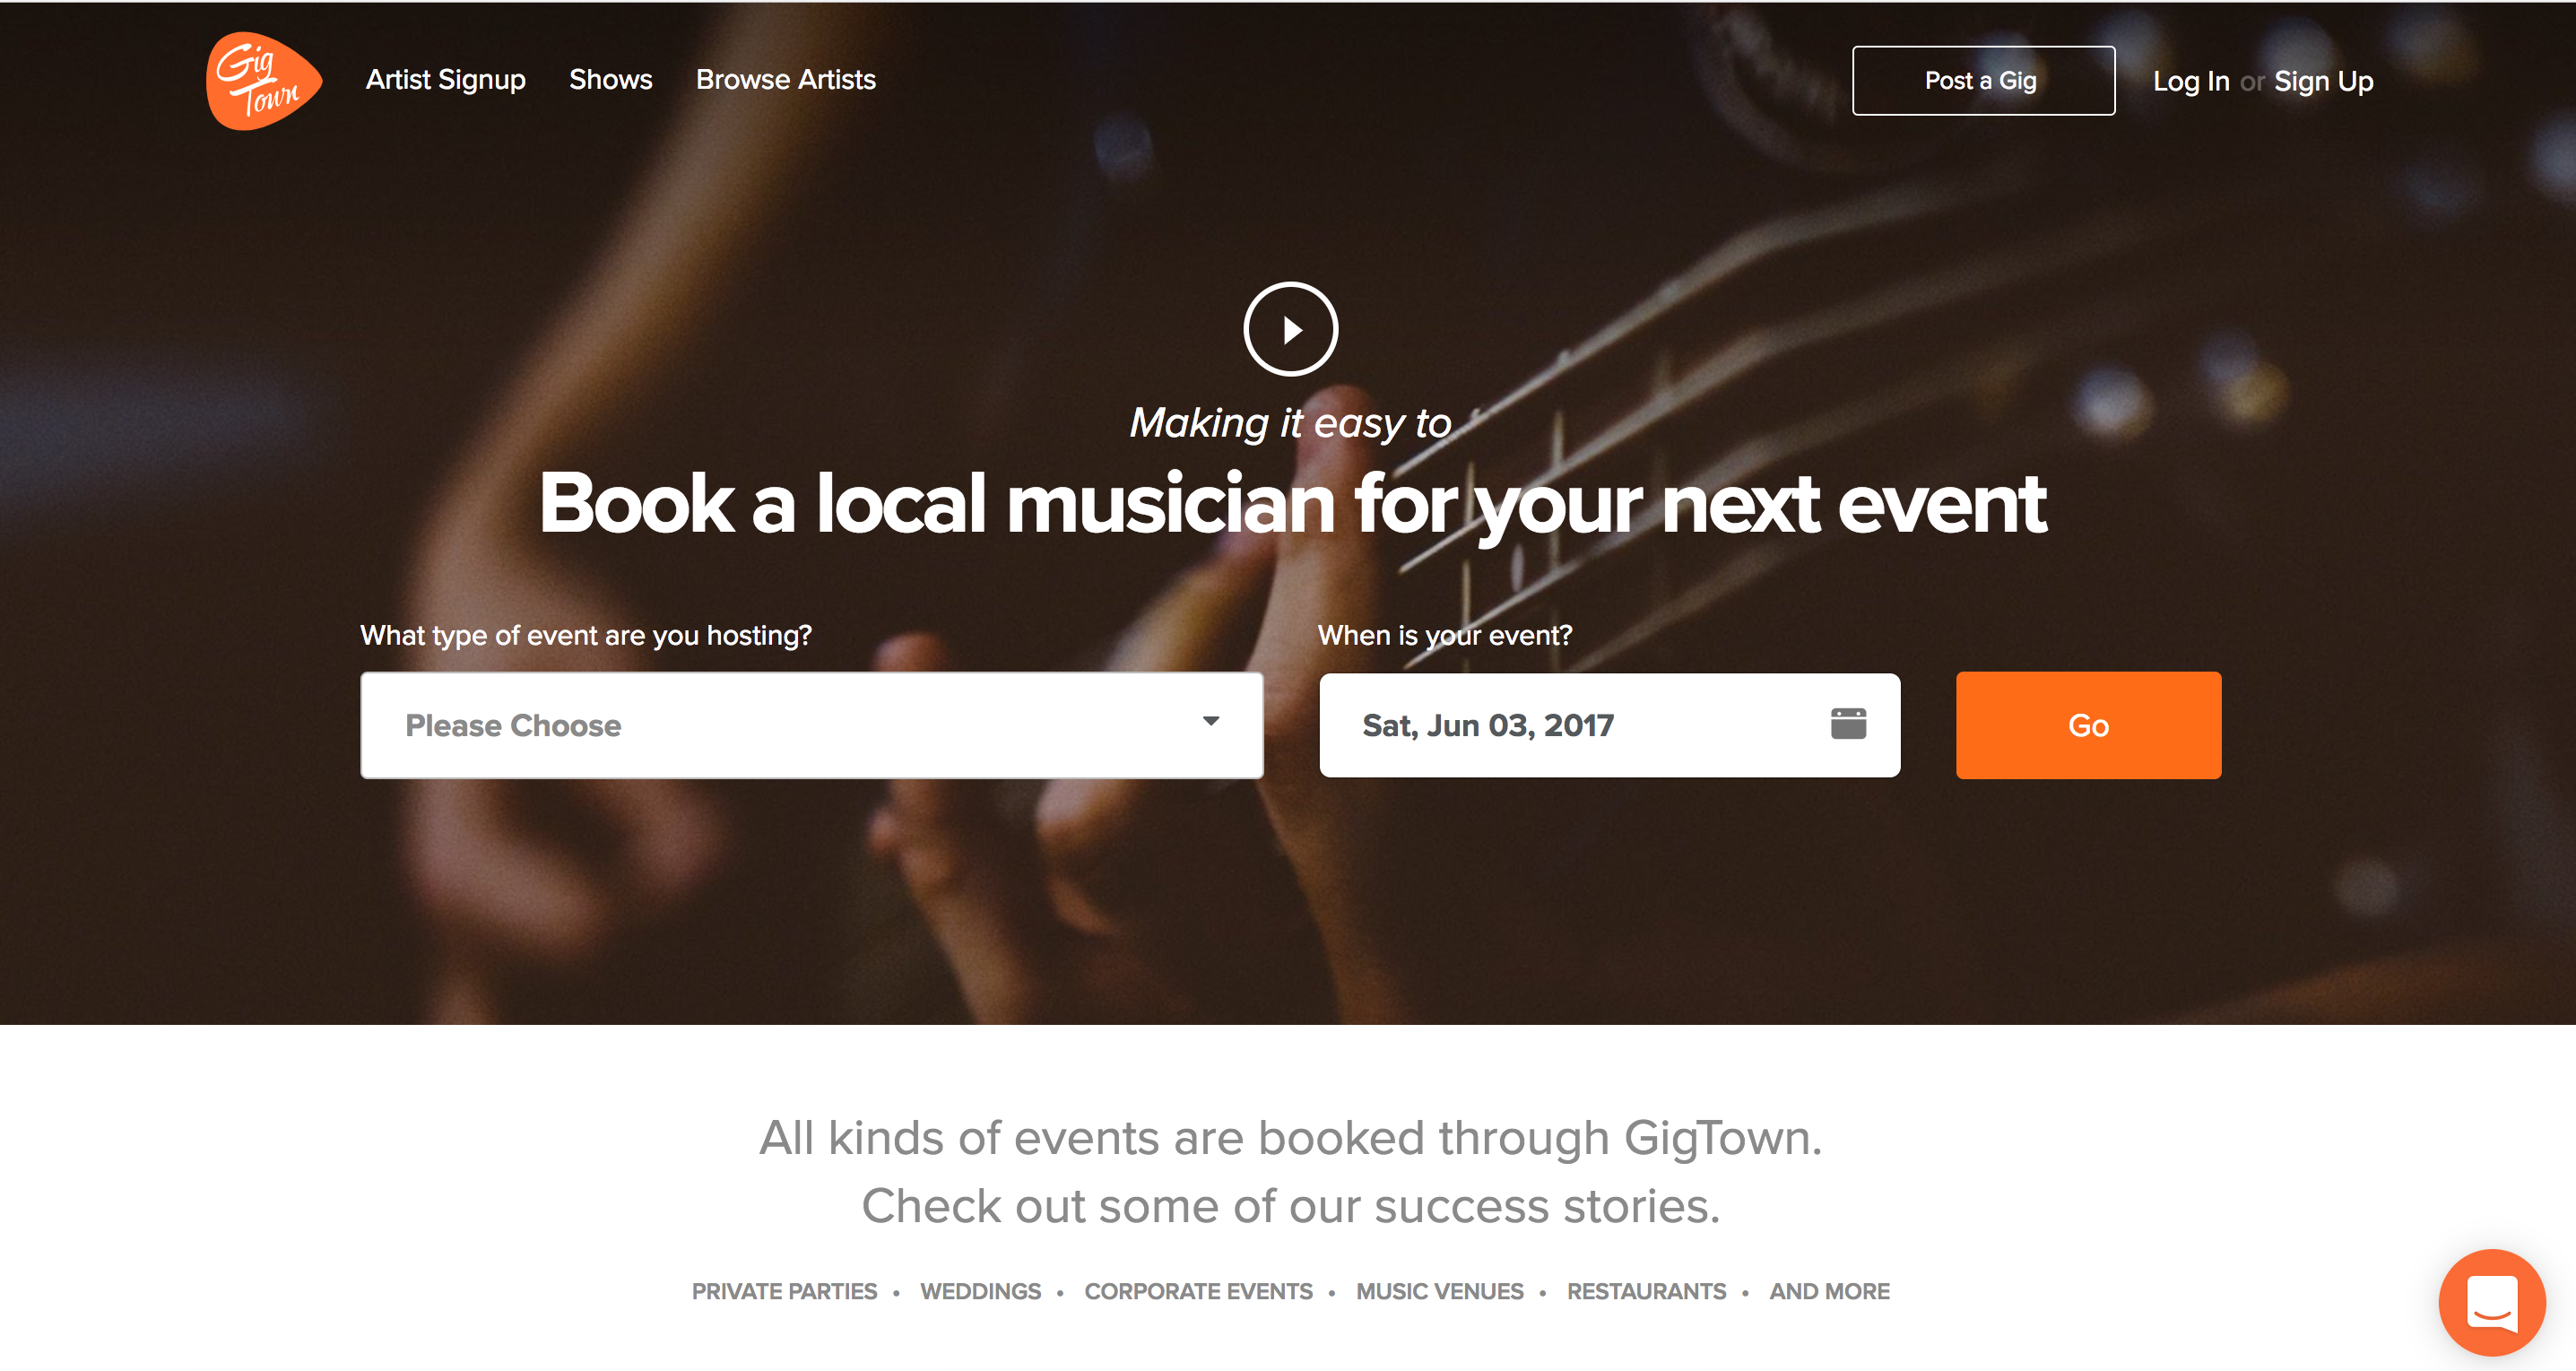 Gig
Town
Artist Signup
Shows
Browse Artists
Post a Gig
Log In or Sign Up
Making it easy to
Book a local musician for your next event
What type of event are you hosting?
When is your event?
Please Choose
Sat, Jun 03, 2017
Go
All kinds of events are booked through GigTown.
Check out some of our success stories.
PRIVATE PARTIES • WEDDINGS • CORPORATE EVENTS • MUSIC VENUES • RESTAURANTS • AND MORE